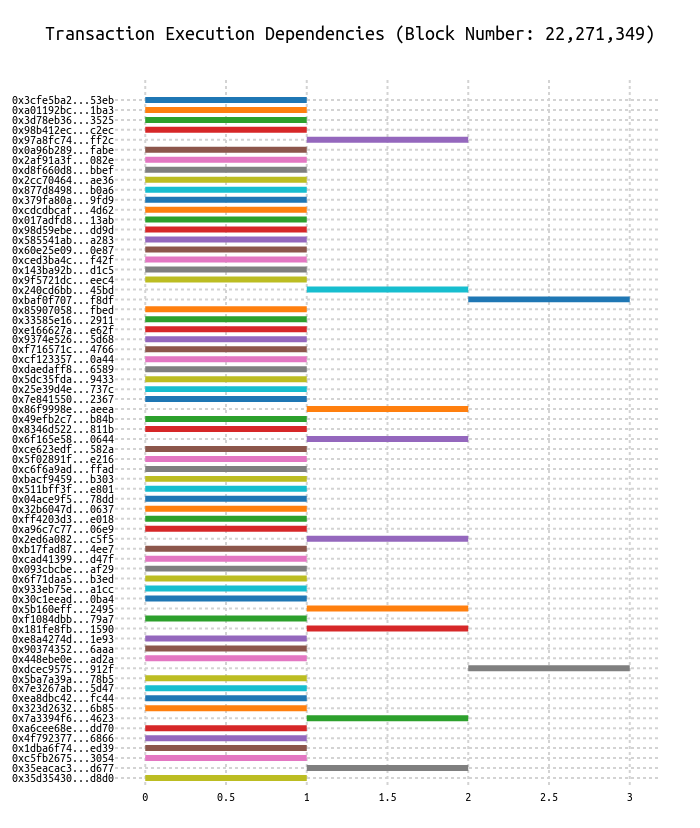 Transaction Execution Dependencies (Block Number: 22,271,349)
0x3cfe5ba2...53eb
0xa01192bc...1ba3
0x3d78eb36...3525
0x98b412ec...c2ec
0x97a8fc74...ff2c
0x0a96b289...fabe
0x2af91a3f...082e
0xd8f660d8...bbef
0x2cc70464...ae36
0x877d8498...b0a6
0x379fa80a...9fd9
0xcdcdbcaf...4d62
0x017adfd8...13ab
0x98d59ebe...dd9d
0x585541ab...a283
0x60e25e09...0e87
0xced3ba4c...f42f
0x143ba92b...d1c5
0x9f5721dc...eec4
0x240cd6bb...45bd
0xbaf0f707...f8df
0x85907058...fbed
0x33585e16...2911
0xe166627a...e62f
0x9374e526...5d68
0xf716571c...4766
0xcf123357...0a44
0xdaedaff8...6589
0x5dc35fda...9433
0x25e39d4e...737c
0x7e841550...2367
0x86f9998e...aeea
0x49efb2c7...b84b
0x8346d522...811b
0x6f165e58...0644
0xce623edf...582a
0x5f02891f...e216
0xc6f6a9ad...ffad
0xbacf9459...b303
0x511bff3f...e801
0x04ace9f5...78dd
0x32b6047d...0637
0xff4203d3...e018
0xa96c7c77...06e9
0x2ed6a082...c5f5
0xb17fad87...4ee7
0xcad41399...d47f
0x093cbcbe...af29
0x6f71daa5...b3ed
0x933eb75e...a1cc
0x30c1eead...0ba4
0x5b160eff...2495
0xf1084dbb...79a7
0x181fe8fb...1590
0xe8a4274d...1e93
0x90374352...6aaa
0x448ebe0e...ad2a
0xdcec9575...912f
0x5ba7a39a...78b5
0x7e3267ab...5d47
0xea8dbc42...fc44
0x323d2632...6b85
0x7a3394f6...4623
0xa6cee68e...dd70
0x4f792377...6866
0x1dba6f74...ed39
0xc5fb2675...3054
0x35eacac3...d677
0x35d35430...d8d0
0 0.5 1 1.5 2 2.5 3